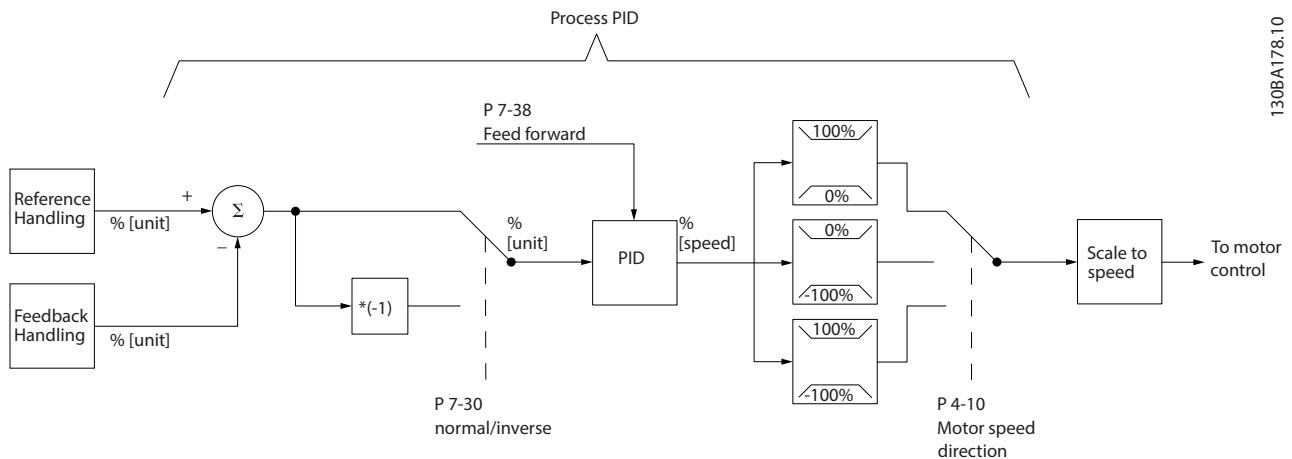 Process PID
130BA178.10
P 7-38
Feed forward
100%
0%
Reference
Handling
+
% [unit]
Σ
–
%
[unit]
PID
%
[speed]
0%
-100%
Scale to
speed
To motor
control
Feedback
Handling
% [unit]
*(-1)
100%
-100%
P 7-30
normal/inverse
P 4-10
Motor speed
direction